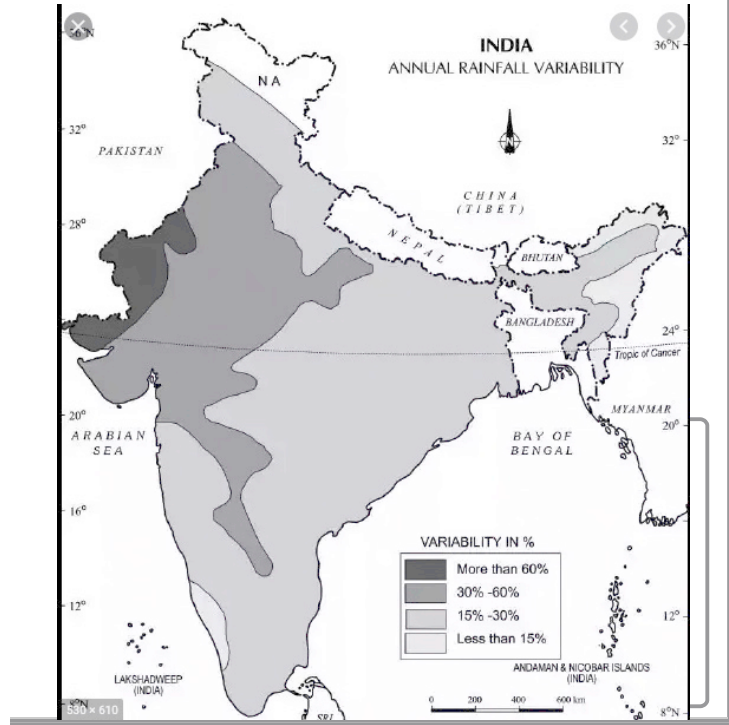 INDIA
ANNUAL RAINFALL VARIABILITY
36°N
36°N
NA
32°
32°
PAKISTAN
CHINA
(TIBET)
28°
NEPAL
BHUTAN
BANGLADESH
24°
Tropic of Cancer
20°
20°
MYANMAR
ARABIAN
SEA
BAY OF
BENGAL
16°
VARIABILITY IN %
More than 60%
30% -60%
15% -30%
Less than 15%
12°
12°
LAKSHADWEEP
(INDIA)
ANDAMAN & NICOBAR ISLANDS
(INDIA)
0 200 400 600 km
530 × 610
8°N
8°N
SRI